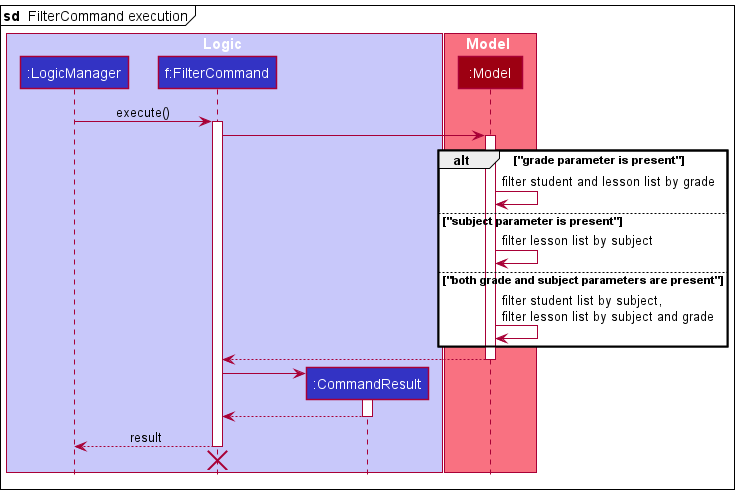 sd FilterCommand execution
Logic
Model
:LogicManager
f:FilterCommand
:Model
execute()
alt
["grade parameter is present"]
filter student and lesson list by grade
["subject parameter is present"]
filter lesson list by subject
["both grade and subject parameters are present"]
filter student list by subject,
filter lesson list by subject and grade
:CommandResult
result